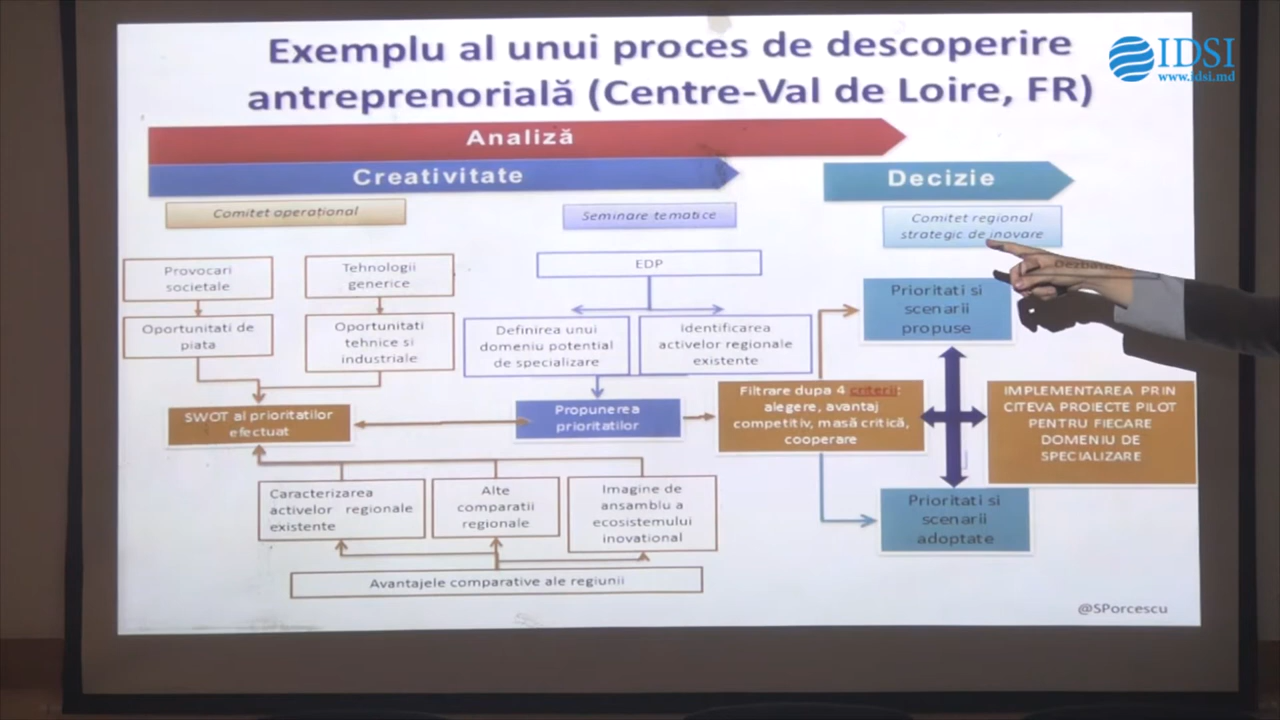 Exemplu al unui proces de descoperire
antreprenorială (Centre-Val de Loire, FR)
IDSI
www.idsi.md
Analiză
Creativitate
Decizie
Comitet operațional
Seminare tematice
Comitet regional
strategic de inovare
Provocari
societale
Tehnologii
generice
EDP
Prioritati si
scenarii
propuse
Oportunitati de
piata
Oportunitati
tehnice si
industriale
Definirea unui
domeniu potential
de specializare
Identificarea
activelor regionale
existente
SWOT al prioritatilor
efectuat
Propunerea
prioritatilor
Filtrare dupa 4 criterii:
alegere, avantaj
competitiv, masă critică,
cooperare
IMPLEMENTAREA PRIN
CITEVA PROIECTE PILOT
PENTRU FIECARE
DOMENIU DE
SPECIALIZARE
Caracterizarea
activelor regionale
existente
Alte
comparatii
regionale
Imagine de
ansamblu a
ecosistemului
inovational
Prioritati si
scenarii
adoptate
Avantajele comparative ale regiunii
@SPorcescu